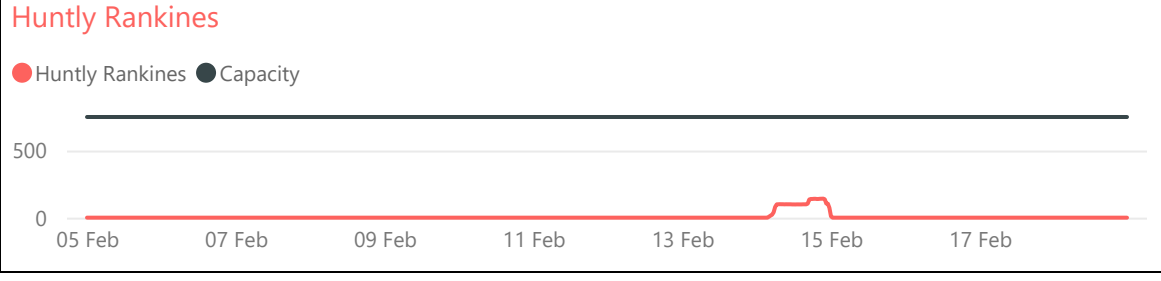 Huntly Rankines
Huntly Rankines Capacity
500
0
05 Feb 07 Feb 09 Feb 11 Feb 13 Feb 15 Feb 17 Feb